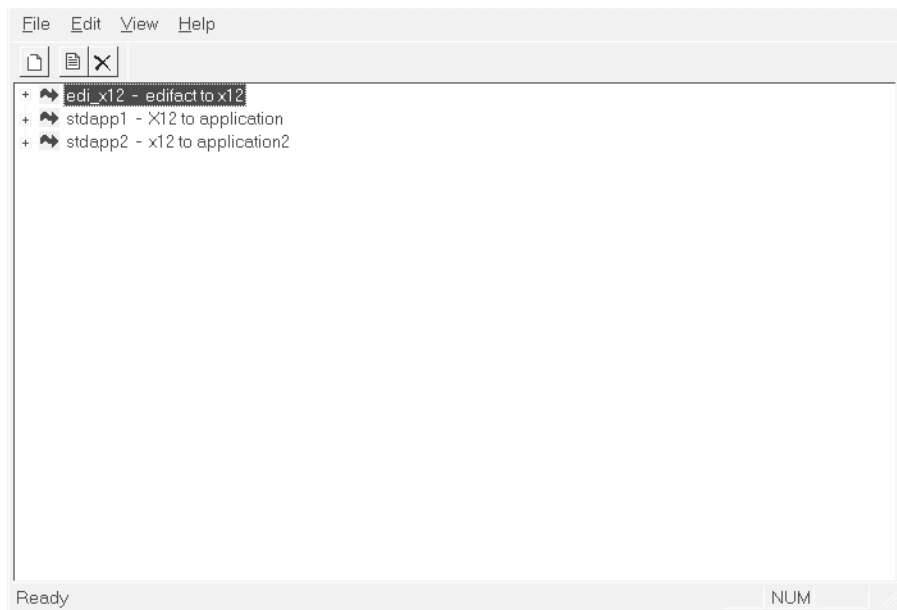 File Edit View Help
edi_x12 - edifact to x12
stdapp1 - X12 to application
stdapp2 - x12 to application2
Ready NUM